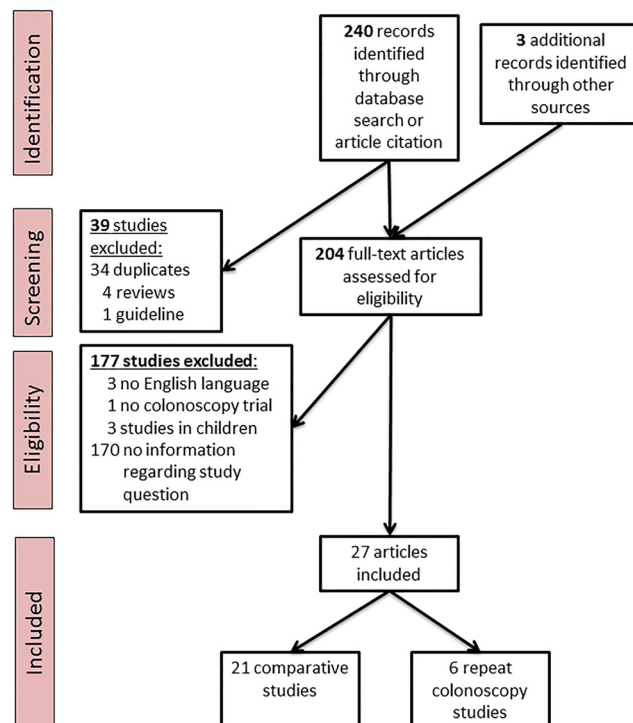 Identification
240 records
identified
through
database
search or
article citation
3 additional
records identified
through other
sources
Screening
39 studies
excluded:
34 duplicates
4 reviews
1 guideline
204 full-text articles
assessed for
eligibility
Eligibility
177 studies excluded:
3 no English language
1 no colonoscopy trial
3 studies in children
170 no information
regarding study
question
Included
27 articles
included
21 comparative
studies
6 repeat
colonoscopy studies